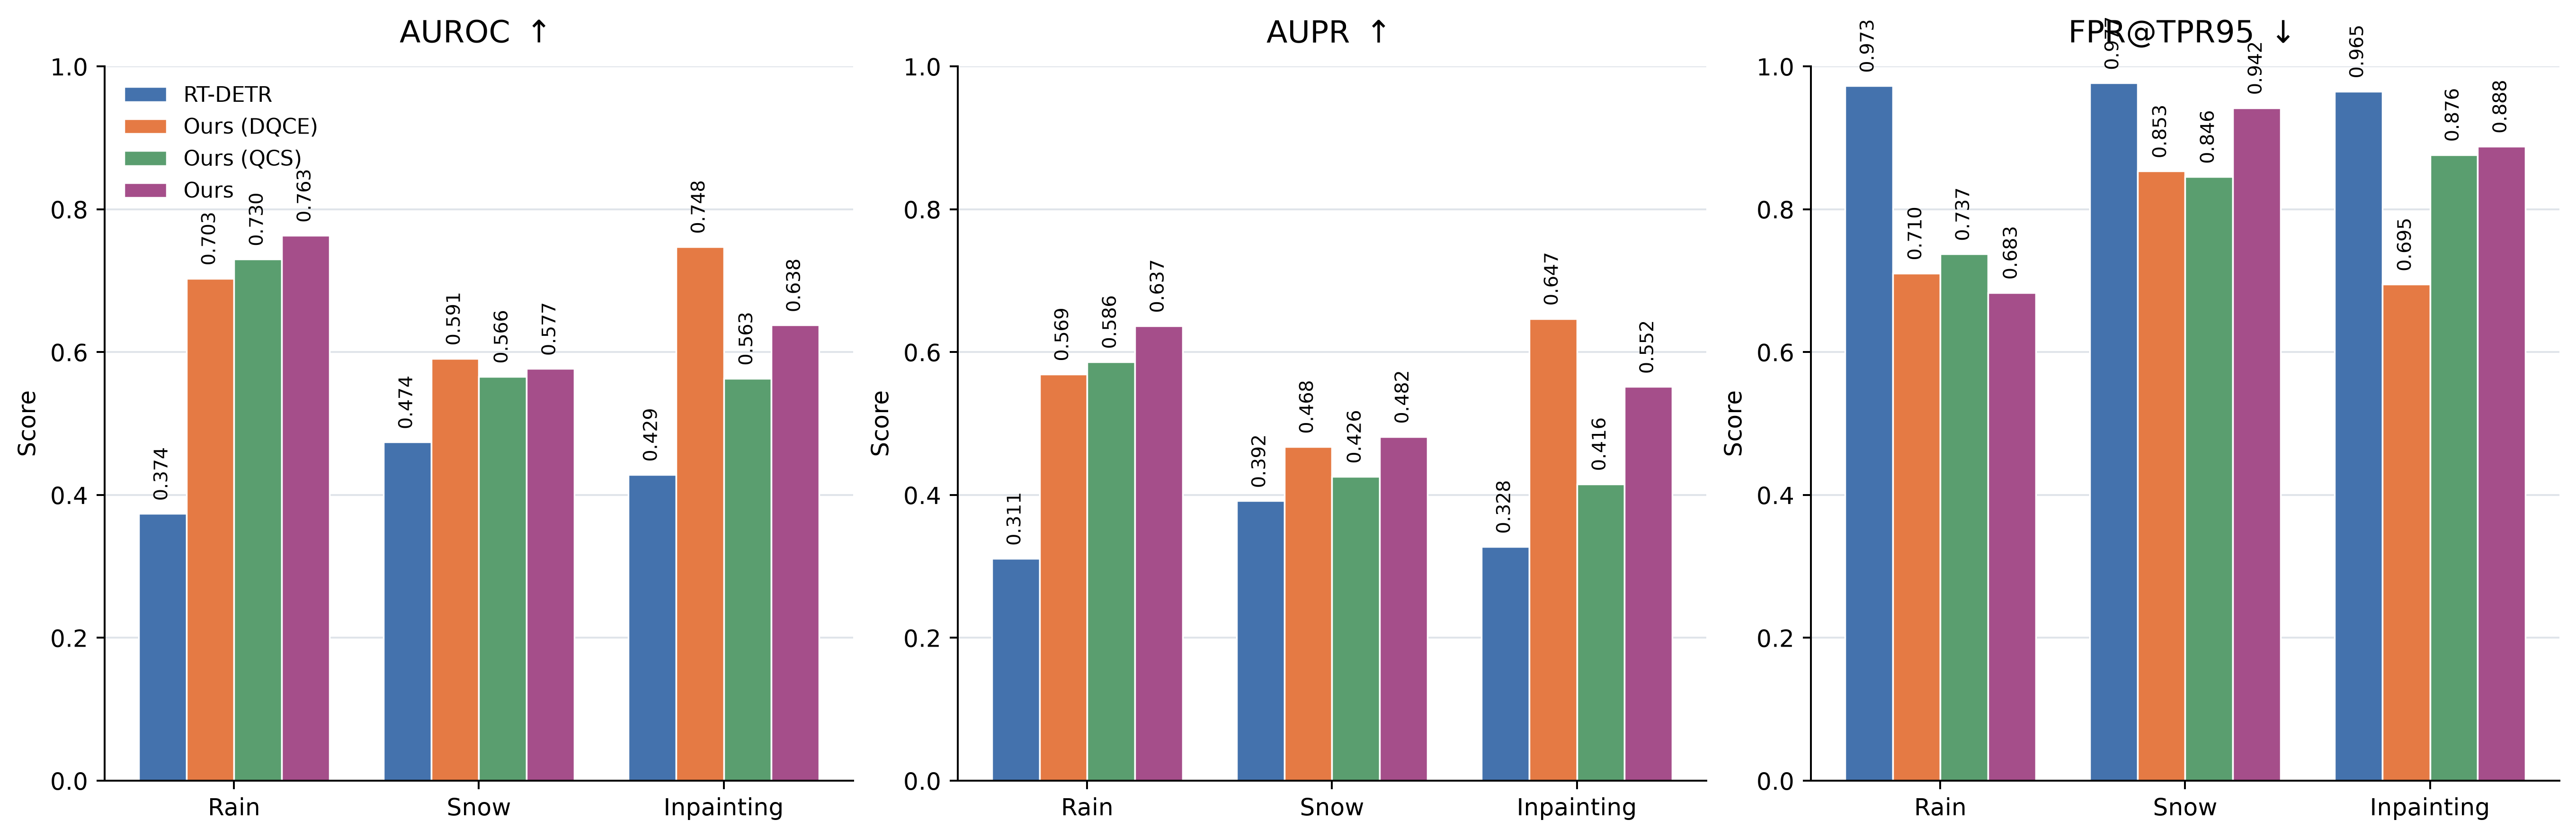 AUROC ↑
1.0
0.8
0.6
0.4
0.2
0.0
Score
RT-DETR
Ours (DQCE)
Ours (QCS)
Ours
0.374
0.703
0.730
0.763
0.474
0.591
0.566
0.577
0.429
0.748
0.563
0.638
Rain
Snow
Inpainting
AUPR ↑
1.0
0.8
0.6
0.4
0.2
0.0
Score
0.311
0.569
0.586
0.637
0.392
0.468
0.426
0.482
0.328
0.647
0.416
0.552
Rain
Snow
Inpainting
FPR@TPR95 ↓
1.0
0.8
0.6
0.4
0.2
0.0
Score
0.973
0.710
0.737
0.683
0.977
0.853
0.846
0.942
0.965
0.695
0.876
0.888
Rain
Snow
Inpainting